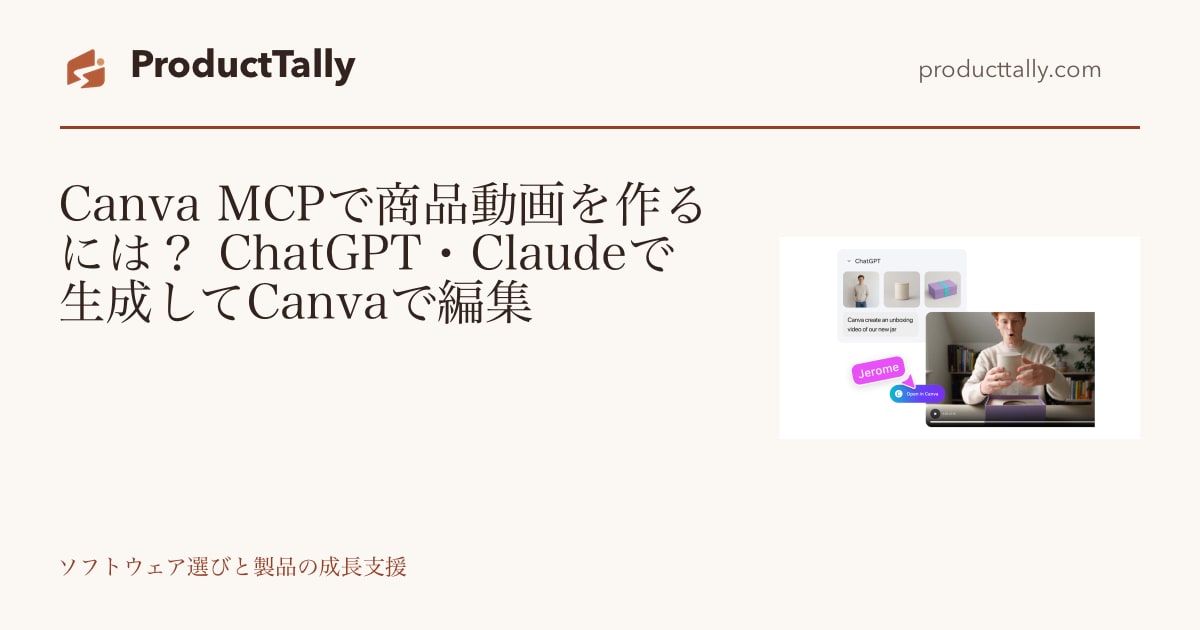 ProductTally
producttally.com
Canva MCPで商品動画を作る
には？ ChatGPT・Claudeで
生成してCanvaで編集
ChatGPT
Canva create an unboxing
video of our new jar
Jerome
Open in Canva
ソフトウェア選びと製品の成長支援